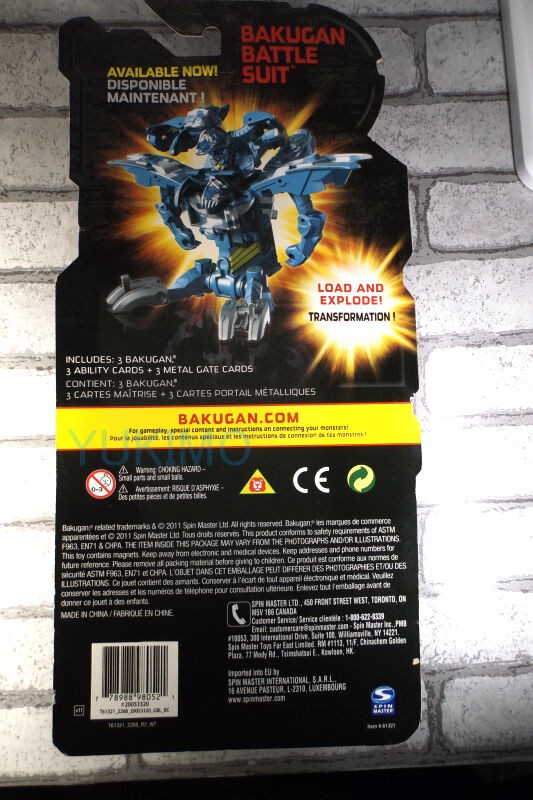 BAKUGAN
BATTLE
SUIT™
AVAILABLE NOW!
DISPONIBLE
MAINTENANT !
LOAD AND
EXPLODE!
TRANSFORMATION !
INCLUDES: 3 BAKUGAN,®
3 ABILITY CARDS + 3 METAL GATE CARDS
CONTIENT: 3 BAKUGAN,®
3 CARTES MAÎTRISE + 3 CARTES PORTAIL MÉTALLIQUES
BAKUGAN.COM
For gameplay, special content and instructions on connecting your monsters!
Pour la jouabilité, les contenus spéciaux et les instructions de connexion de tes monstres!
YUKIMO
0-3
Warning: CHOKING HAZARD –
Small parts and small balls.
Avertissement: RISQUE D'ASPHYXIE –
Des petites pièces et de petites billes.
CE
Bakugan,® related trademarks & © 2011 Spin Master Ltd. All rights reserved. Bakugan,® les marques de commerce
apparentées et © 2011 Spin Master Ltd. Tous droits réservés. This product conforms to safety requirements of ASTM
F963, EN71 & CHPA. THE ITEM INSIDE THIS PACKAGE MAY VARY FROM THE PHOTOGRAPHS AND/OR ILLUSTRATIONS.
This toy contains magnets. Keep away from electronic and medical devices. Keep addresses and phone numbers for
future reference. Please remove all packaging material before giving to children. Ce produit est conforme aux normes de
sécurité ASTM F963, EN71 et CHPA. L'OBJET DANS CET EMBALLAGE PEUT DIFFÉRER DES PHOTOGRAPHIES ET/OU DES
ILLUSTRATIONS. Ce jouet contient des aimants. Conserver à l'écart de tout appareil électronique et médical. Veuillez
conserver les adresses et les numéros de téléphone pour consultation ultérieure. Enlevez tout l'emballage avant de
donner ce jouet à des enfants.
MADE IN CHINA / FABRIQUÉ EN CHINE.
SPIN MASTER LTD., 450 FRONT STREET WEST, TORONTO, ON
M5V 1B6 CANADA
Customer Service/ Service clientèle : 1-800-622-8339
Email: customercare@spinmaster.com - Spin Master Inc.,PMB
#10053, 300 International Drive, Suite 100, Williamsville, NY 14221.
Spin Master Toys Far East Limited. RM #1113, 11/F, Chinachem Golden
Plaza, 77 Mody Rd., Tsimshatsui E., Kowloon, HK.
Imported into EU by
SPIN MASTER INTERNATIONAL, S.A.R.L.,
16 AVENUE PASTEUR, L-2310, LUXEMBOURG
www.spinmaster.com
7 78988 98052 1
#20053320
v11
T61321_2268_20053320_GBL_BC
T61321_2268_R2_WT
SPIN
MASTER
Item # 61321